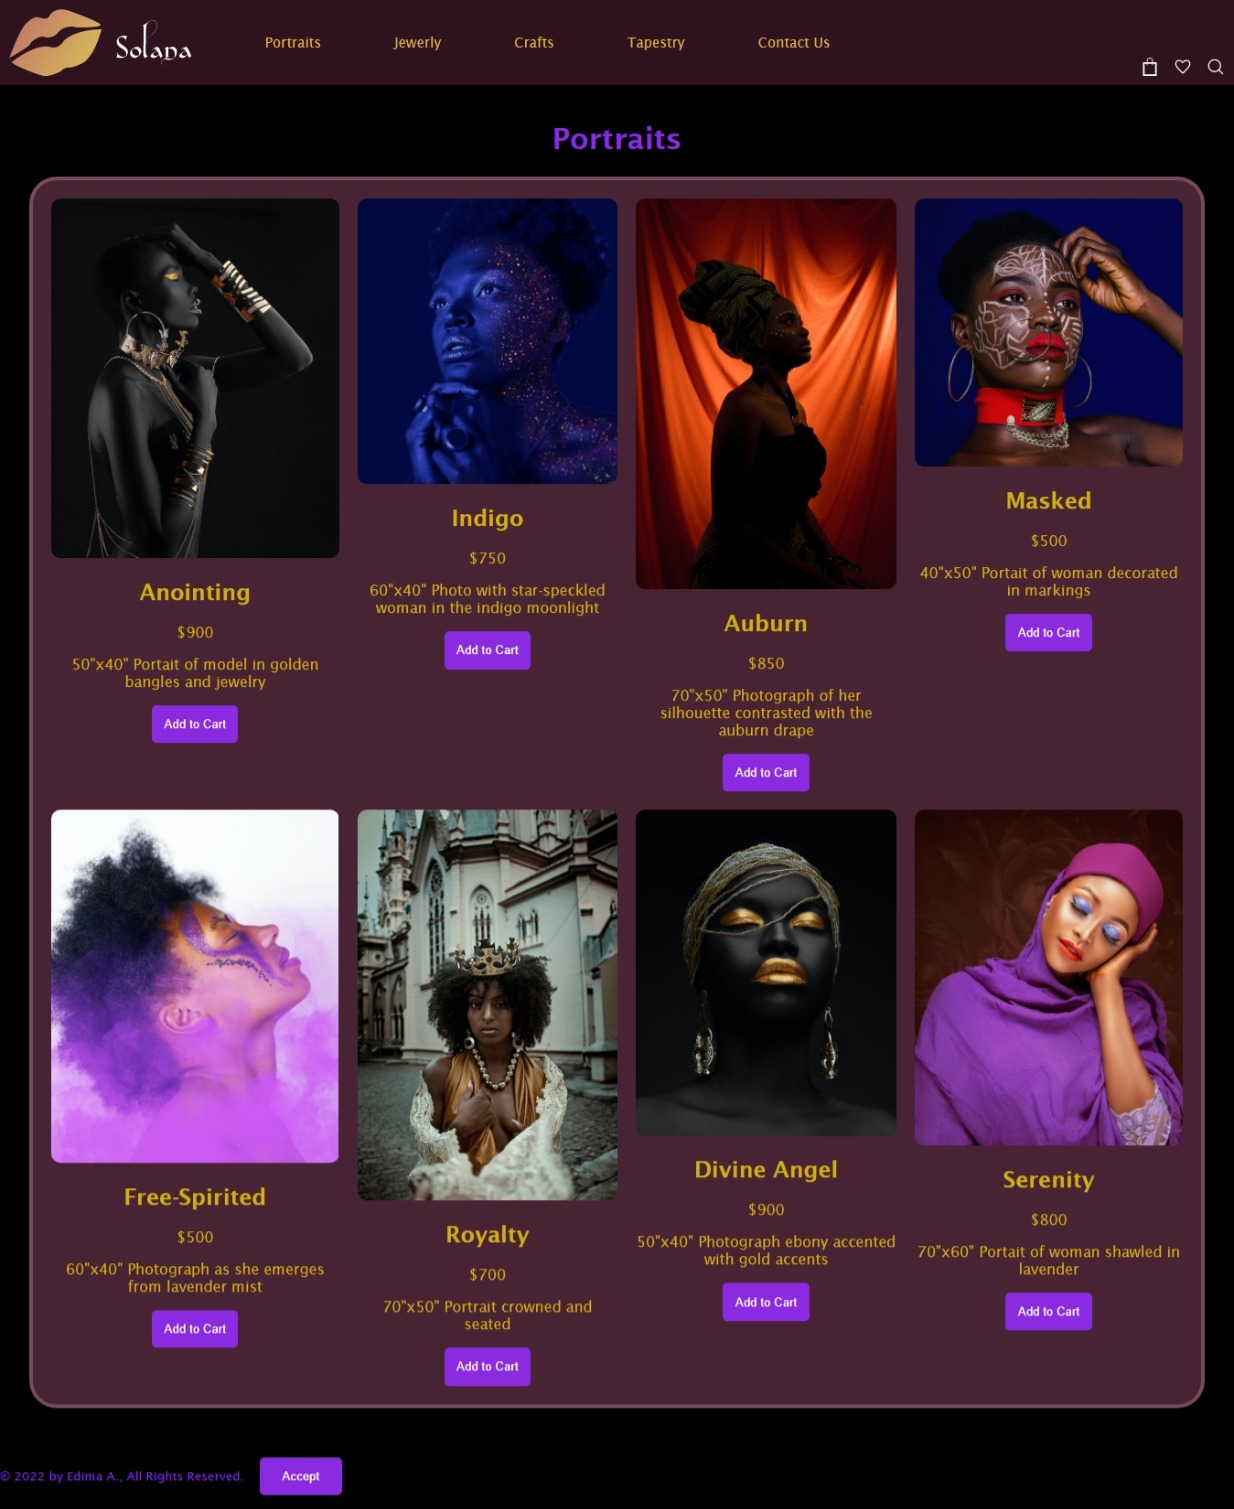 Solana
Portraits
Jewerly
Crafts
Tapestry
Contact Us
Portraits
Anointing
$900
50"x40" Portait of model in golden
bangles and jewelry
Add to Cart
Indigo
$750
60"x40" Photo with star-speckled
woman in the indigo moonlight
Add to Cart
Auburn
$850
70"x50" Photograph of her
silhouette contrasted with the
auburn drape
Add to Cart
Masked
$500
40"x50" Portait of woman decorated
in markings
Add to Cart
Free-Spirited
$500
60"x40" Photograph as she emerges
from lavender mist
Add to Cart
Royalty
$700
70"x50" Portrait crowned and
seated
Add to Cart
Divine Angel
$900
50"x40" Photograph ebony accented
with gold accents
Add to Cart
Serenity
$800
70"x60" Portait of woman shawled in
lavender
Add to Cart
© 2022 by Edima A., All Rights Reserved.
Accept